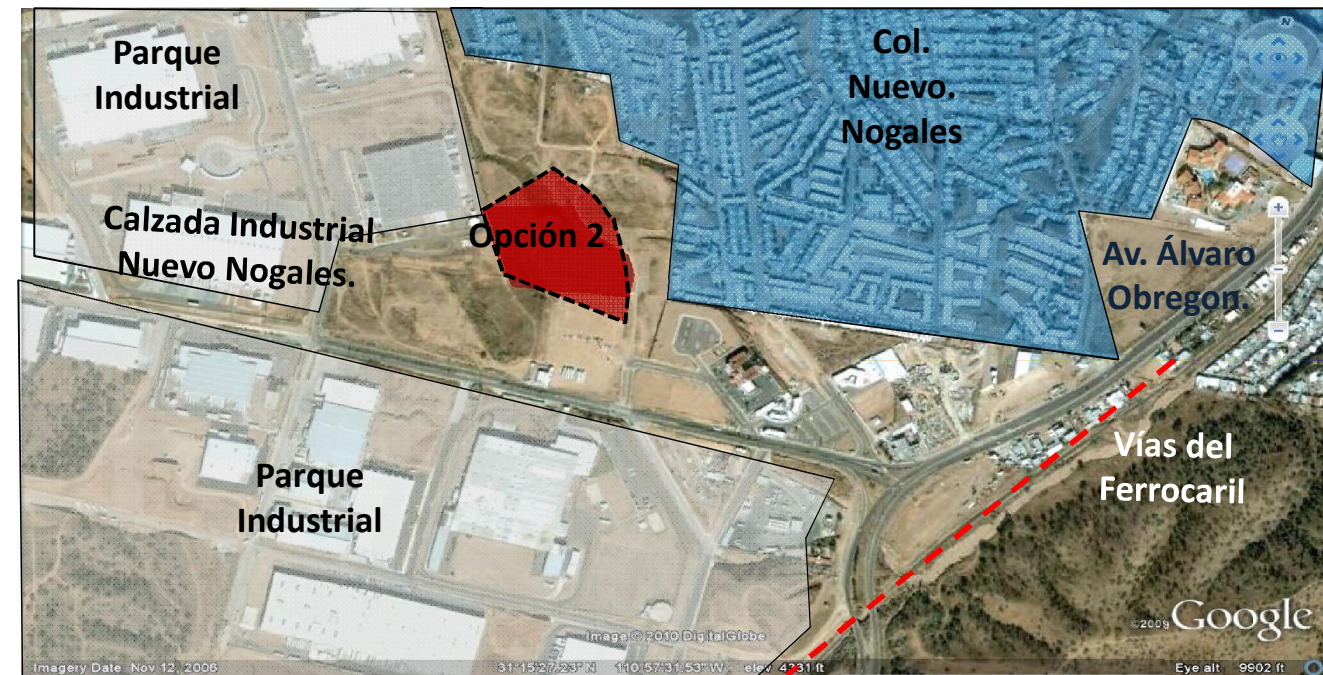 Parque
Industrial
Col.
Nuevo.
Nogales
Calzada Industrial
Nuevo Nogales.
Opción 2
Av. Álvaro
Obregon.
Vías del
Ferrocaril
Parque
Industrial
©2009 Google
Image © 2010 DigitalGlobe
Imagery Date: Nov 12, 2006
31°15'27.23" N 110°57'31.53" W elev 4331 ft
Eye alt 9902 ft
N